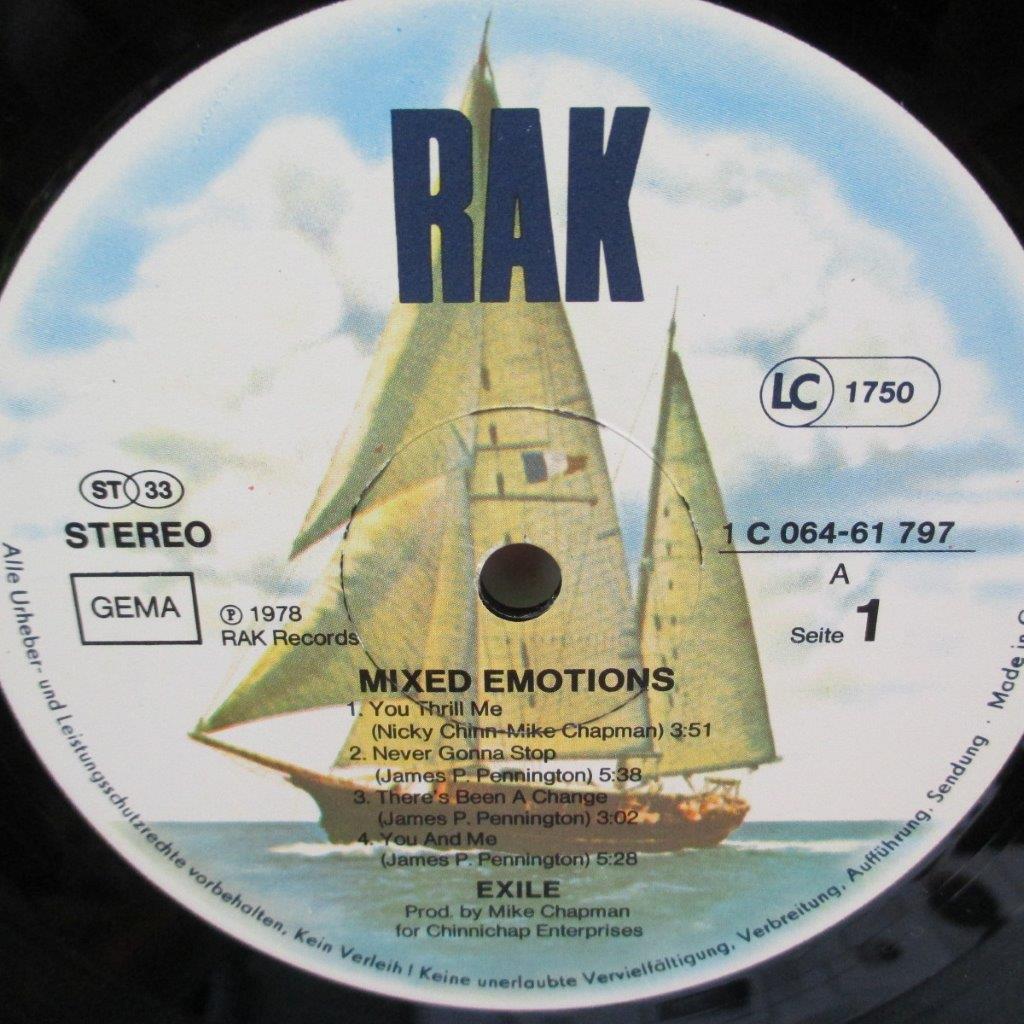 RAK
LC 1750
ST 33
STEREO
GEMA
℗ 1978
RAK Records
1 C 064-61 797
A
Seite 1
MIXED EMOTIONS
1. You Thrill Me
(Nicky Chinn-Mike Chapman) 3:51
2. Never Gonna Stop
(James P. Pennington) 5:38
3. There's Been A Change
(James P. Pennington) 3:02
4. You And Me
(James P. Pennington) 5:28
EXILE
Prod. by Mike Chapman
for Chinnichap Enterprises
Alle Urheber- und Leistungsschutzrechte vorbehalten, Kein Verleih! Keine unerlaubte Vervielfältigung, Verbreitung, Aufführung, Sendung · Made in